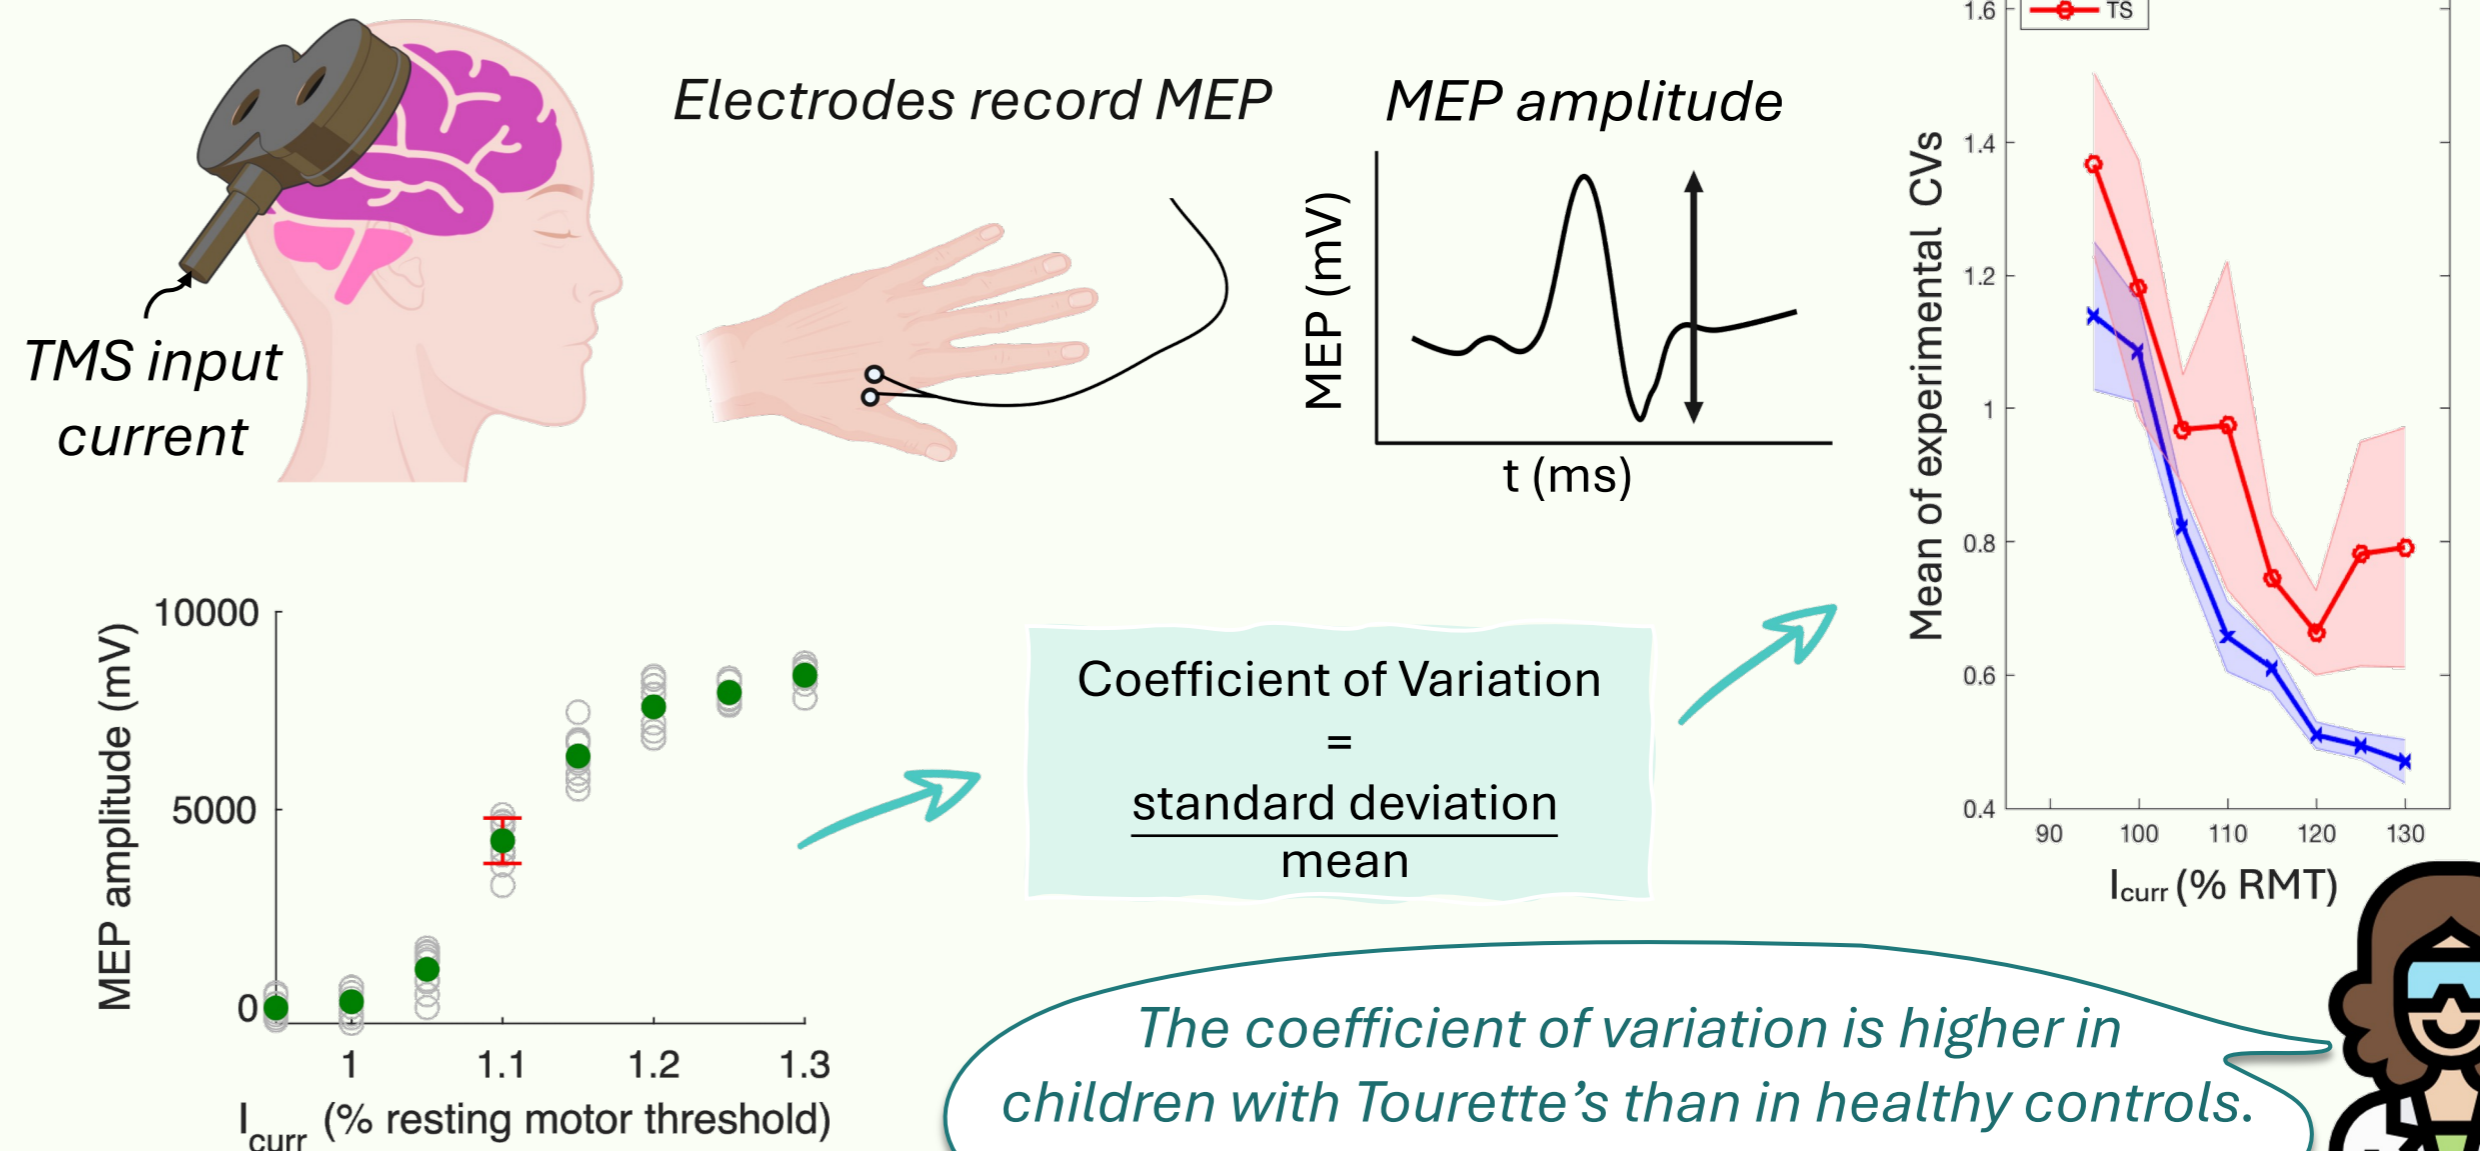 TMS input
current
Electrodes record MEP
MEP amplitude
MEP (mV)
t (ms)
TS
1.6
1.4
1.2
1
0.8
0.6
0.4
Mean of experimental CVs
90 100 110 120 130
Icurr (% RMT)
MEP amplitude (mV)
10000
5000
0
1 1.1 1.2 1.3
Icurr (% resting motor threshold)
Coefficient of Variation
=
standard deviation
mean
The coefficient of variation is higher in
children with Tourette’s than in healthy controls.